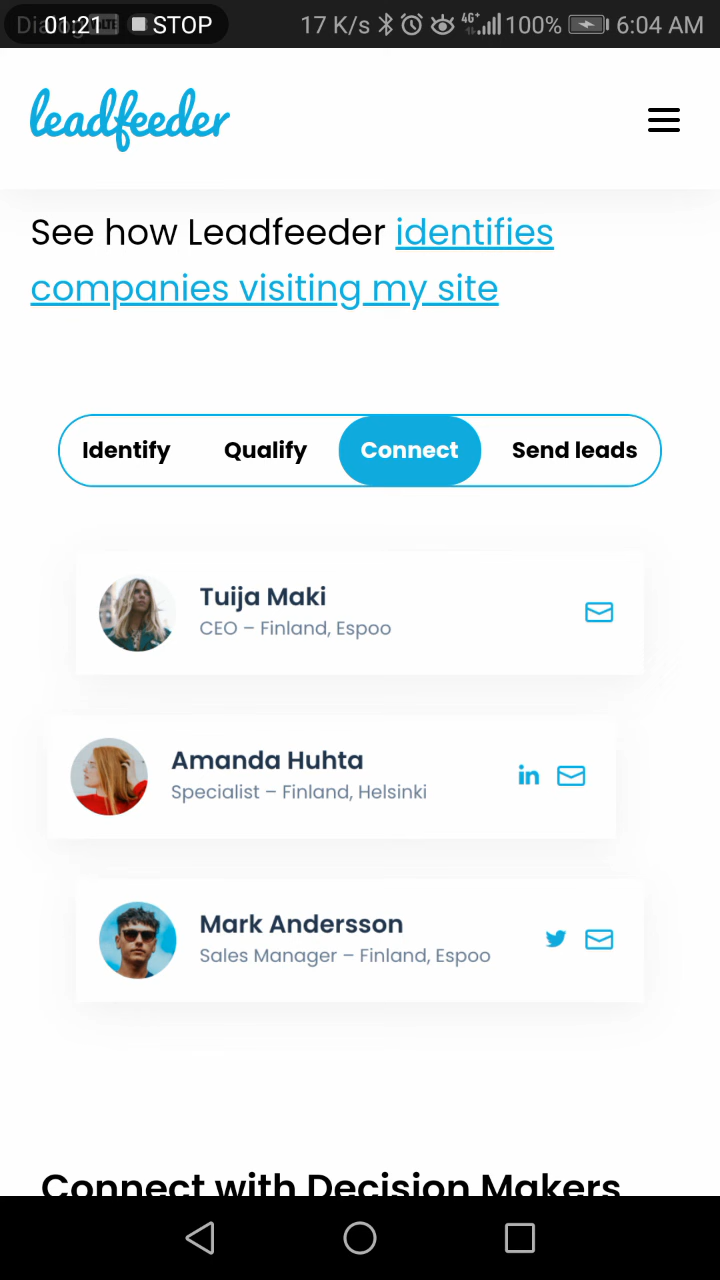 01:21 STOP 17 K/s 4G+ 100% 6:04 AM
leadfeeder
See how Leadfeeder identifies
companies visiting my site
Identify Qualify Connect Send leads
Tuija Maki
CEO – Finland, Espoo
Amanda Huhta
in
Specialist – Finland, Helsinki
Mark Andersson
Sales Manager – Finland, Espoo
Connect with Decision Makers